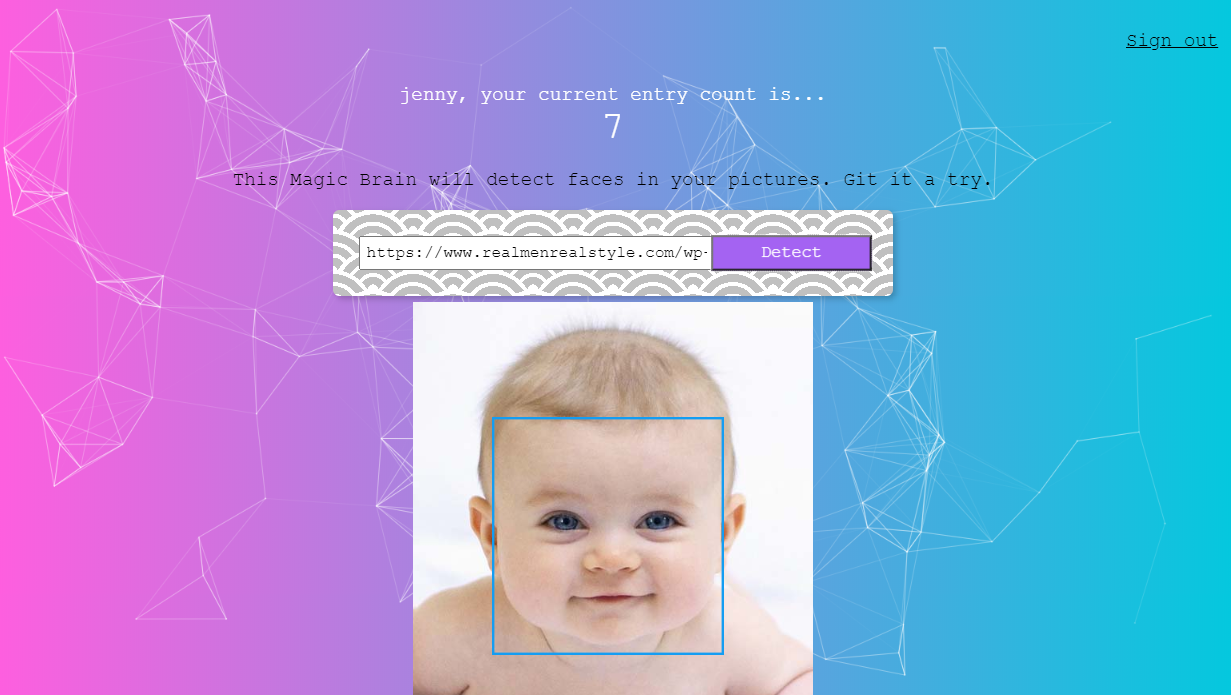 Sign out
jenny, your current entry count is...
7
This Magic Brain will detect faces in your pictures. Git it a try.
https://www.realmenrealstyle.com/wp-
Detect